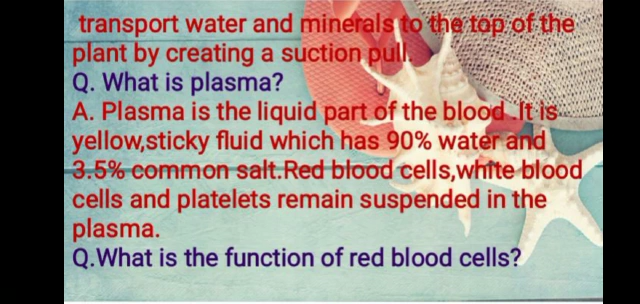 transport water and minerals to the top of the
plant by creating a suction pull.
Q. What is plasma?
A. Plasma is the liquid part of the blood .It is
yellow,sticky fluid which has 90% water and
3.5% common salt.Red blood cells,white blood
cells and platelets remain suspended in the
plasma.
Q.What is the function of red blood cells?